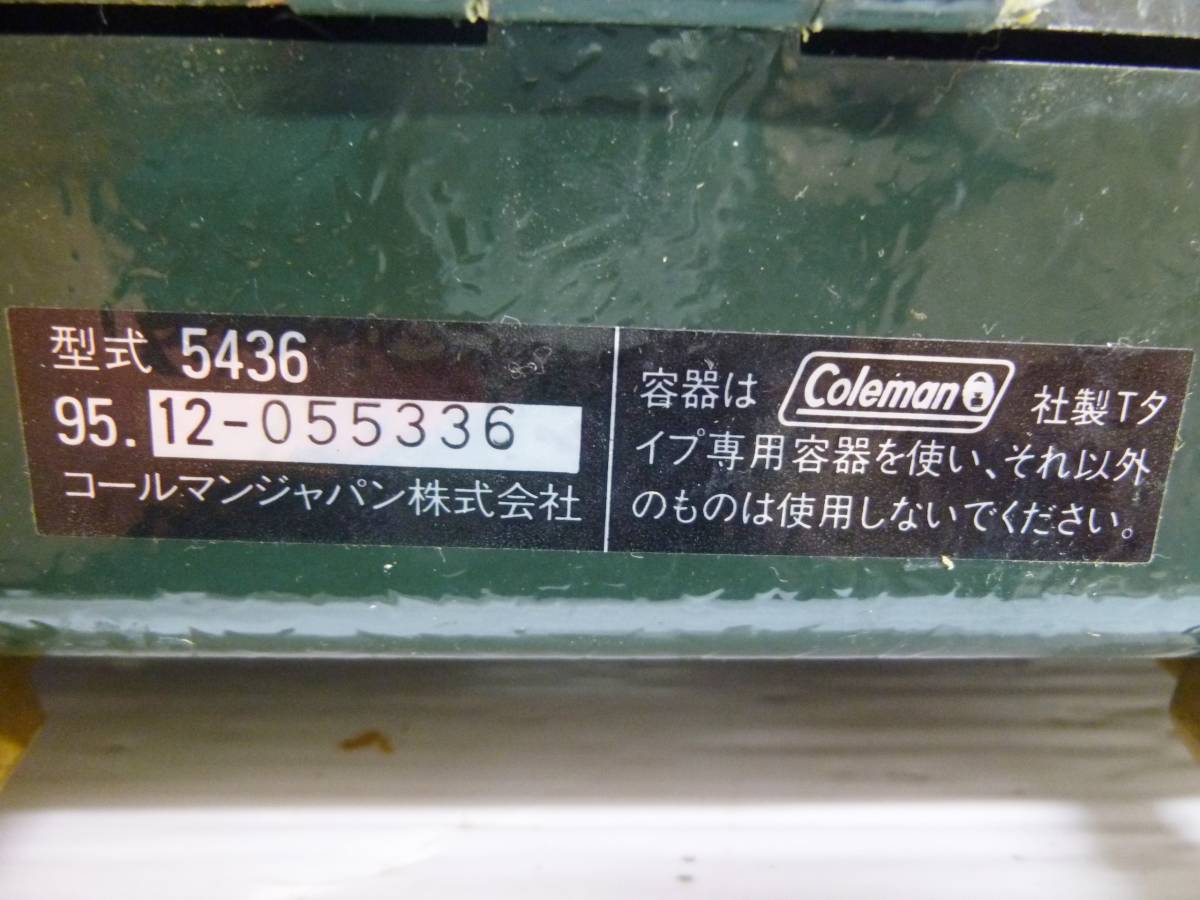 型式 5436
95. 12-055336
コールマンジャパン株式会社
容器は Coleman 社製Tタ
イプ専用容器を使い、それ以外
のものは使用しないでください。